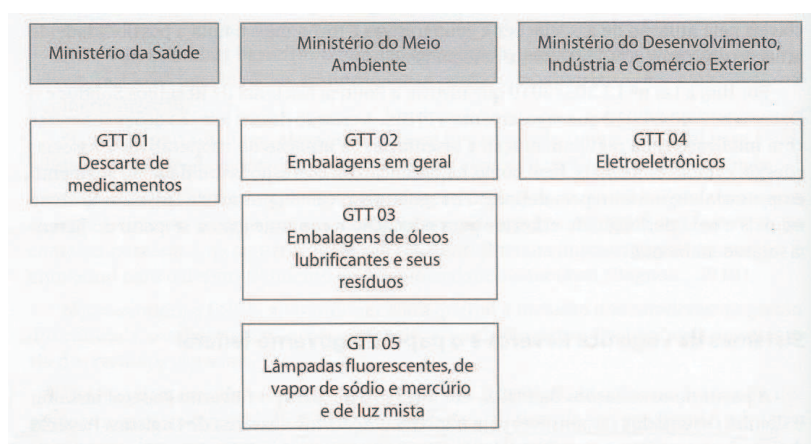 Ministério da Saúde
Ministério do Meio
Ambiente
Ministério do Desenvolvimento,
Indústria e Comércio Exterior
GTT 01
Descarte de
medicamentos
GTT 02
Embalagens em geral
GTT 04
Eletroeletrônicos
GTT 03
Embalagens de óleos
lubrificantes e seus
resíduos
GTT 05
Lâmpadas fluorescentes, de
vapor de sódio e mercúrio
e de luz mista